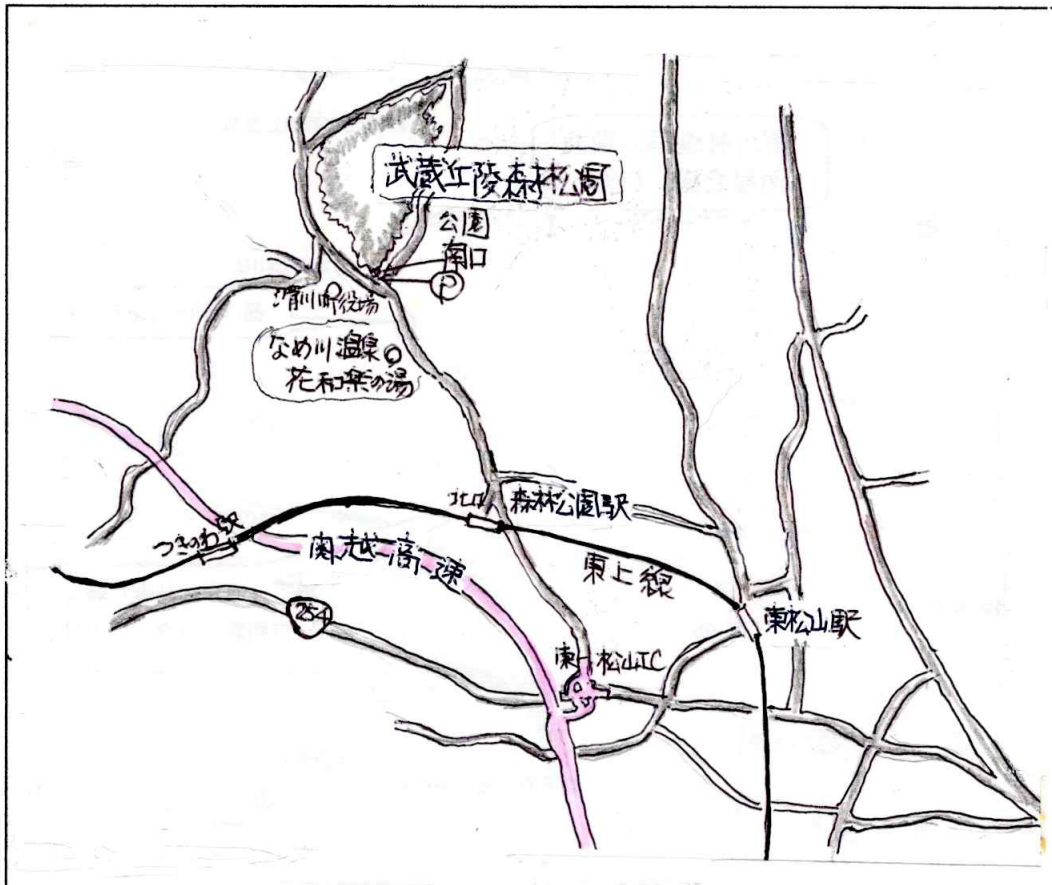 武蔵丘陵森林公園
公園
南口
P
滑川町役場
なめ川温泉
花和楽の湯
北口
森林公園駅
つきのわ駅
関越高速
東上線
254
東松山駅
東松山IC